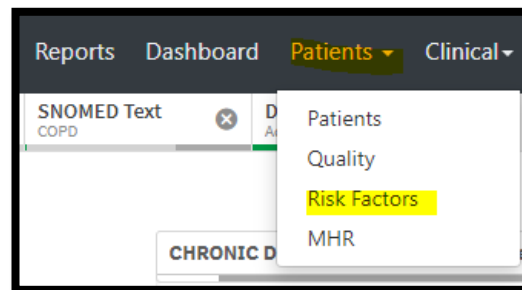 Reports Dashboard Patients Clinical
SNOMED Text D
COPD
Patients
Quality
Risk Factors
MHR
CHRONIC D